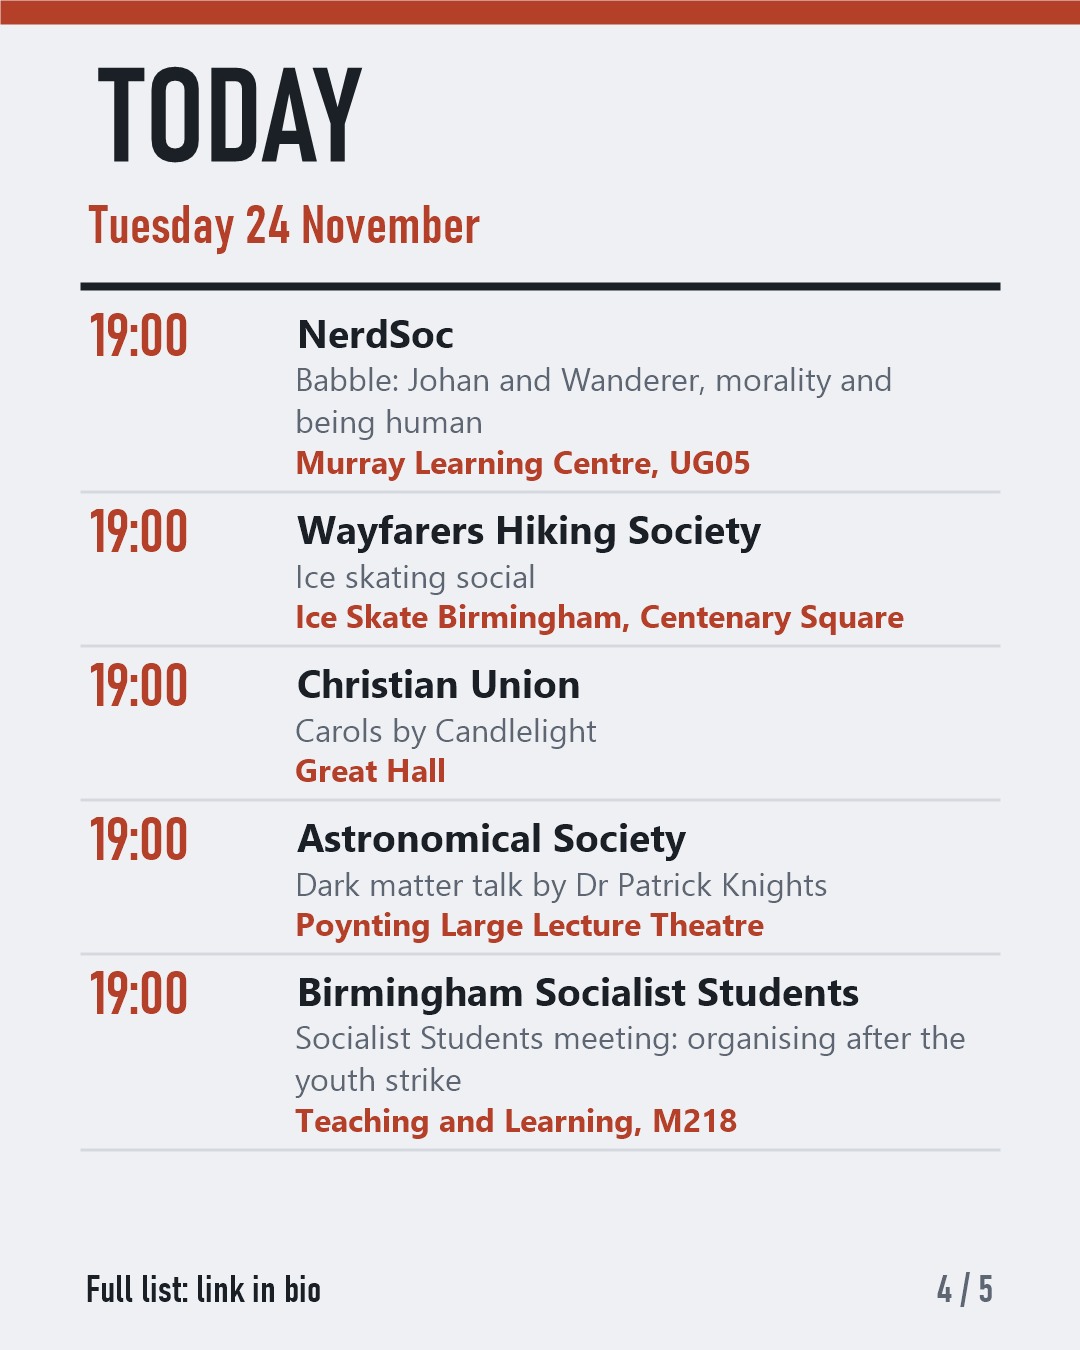 TODAY
Tuesday 24 November
19:00
NerdSoc
Babble: Johan and Wanderer, morality and
being human
Murray Learning Centre, UG05
19:00
Wayfarers Hiking Society
Ice skating social
Ice Skate Birmingham, Centenary Square
19:00
Christian Union
Carols by Candlelight
Great Hall
19:00
Astronomical Society
Dark matter talk by Dr Patrick Knights
Poynting Large Lecture Theatre
19:00
Birmingham Socialist Students
Socialist Students meeting: organising after the
youth strike
Teaching and Learning, M218
Full list: link in bio
4 / 5